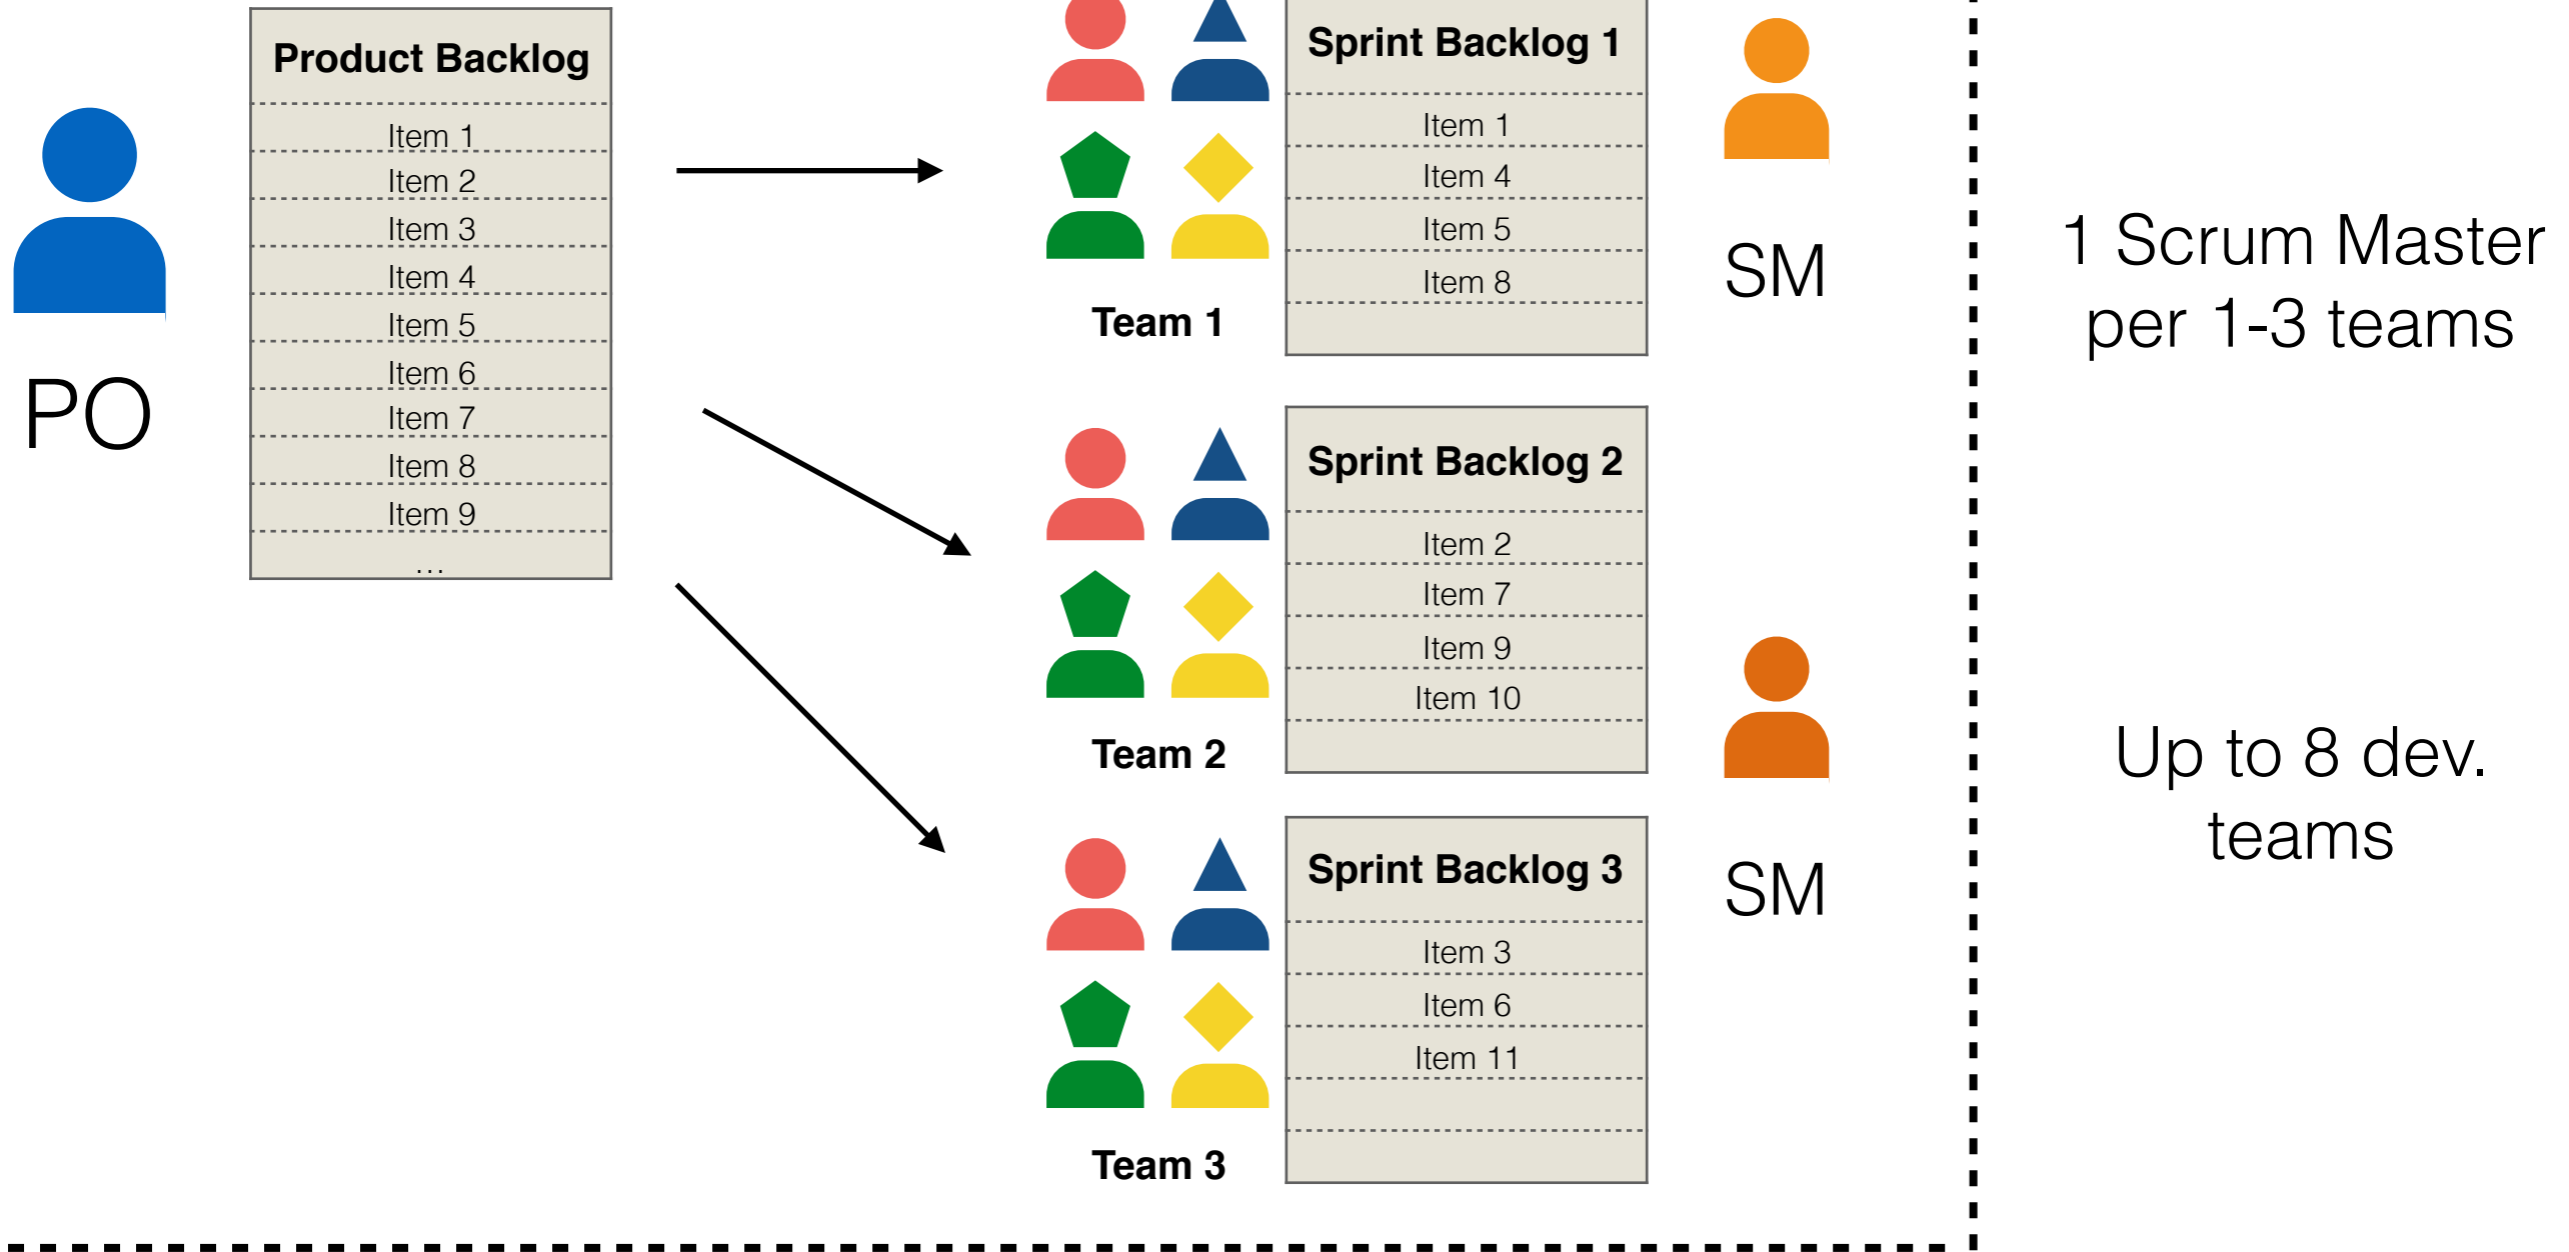 Product Backlog
Item 1
Item 2
Item 3
Item 4
Item 5
Item 6
Item 7
Item 8
Item 9
...
PO
Sprint Backlog 1
Item 1
Item 4
Item 5
Item 8
Team 1
SM
Sprint Backlog 2
Item 2
Item 7
Item 9
Item 10
Team 2
Sprint Backlog 3
Item 3
Item 6
Item 11
Team 3
SM
1 Scrum Master
per 1-3 teams
Up to 8 dev.
teams